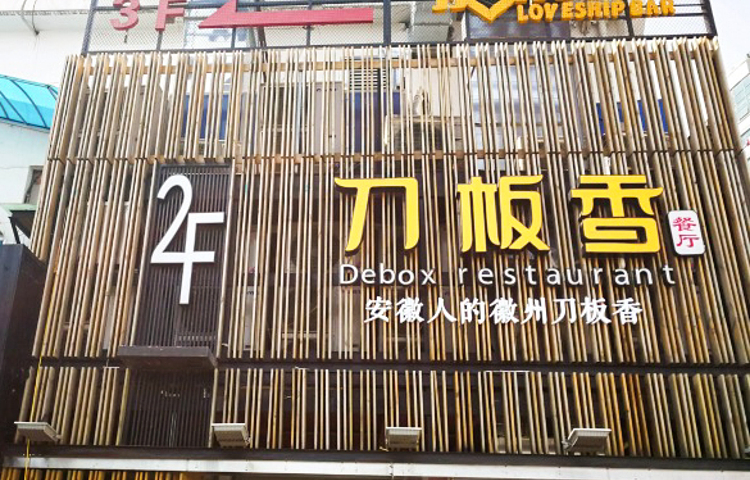 3F
LOVESHIP BAR
2F
刀板香
餐厅
Debox restaurant
安徽人的徽州刀板香